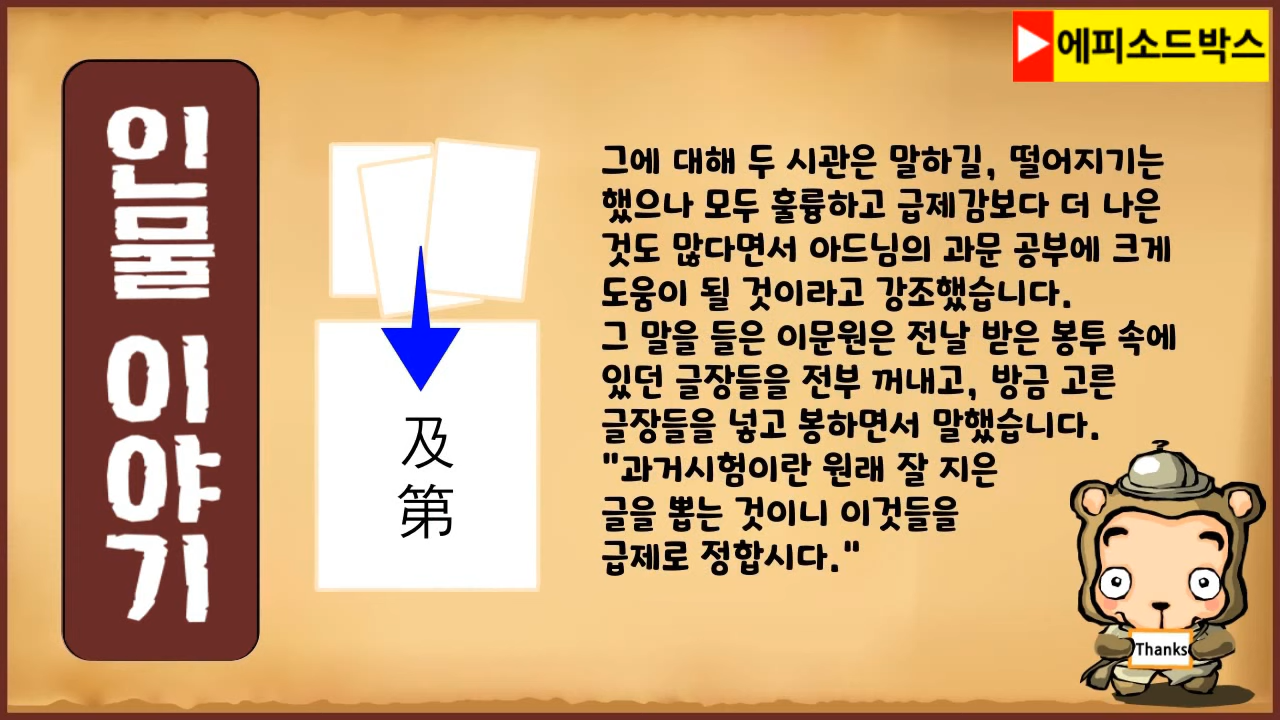 에피소드박스
인물 이야기
그에 대해 두 시관은 말하길, 떨어지기는
했으나 모두 훌륭하고 급제감보다 더 나은
것도 많다면서 아드님의 과문 공부에 크게
도움이 될 것이라고 강조했습니다.
그 말을 들은 이문원은 전날 받은 봉투 속에
있던 글장들을 전부 꺼내고, 방금 고른
글장들을 넣고 봉하면서 말했습니다.
"과거시험이란 원래 잘 지은
글을 뽑는 것이니 이것들을
급제로 정합시다."
及
第
Thanks